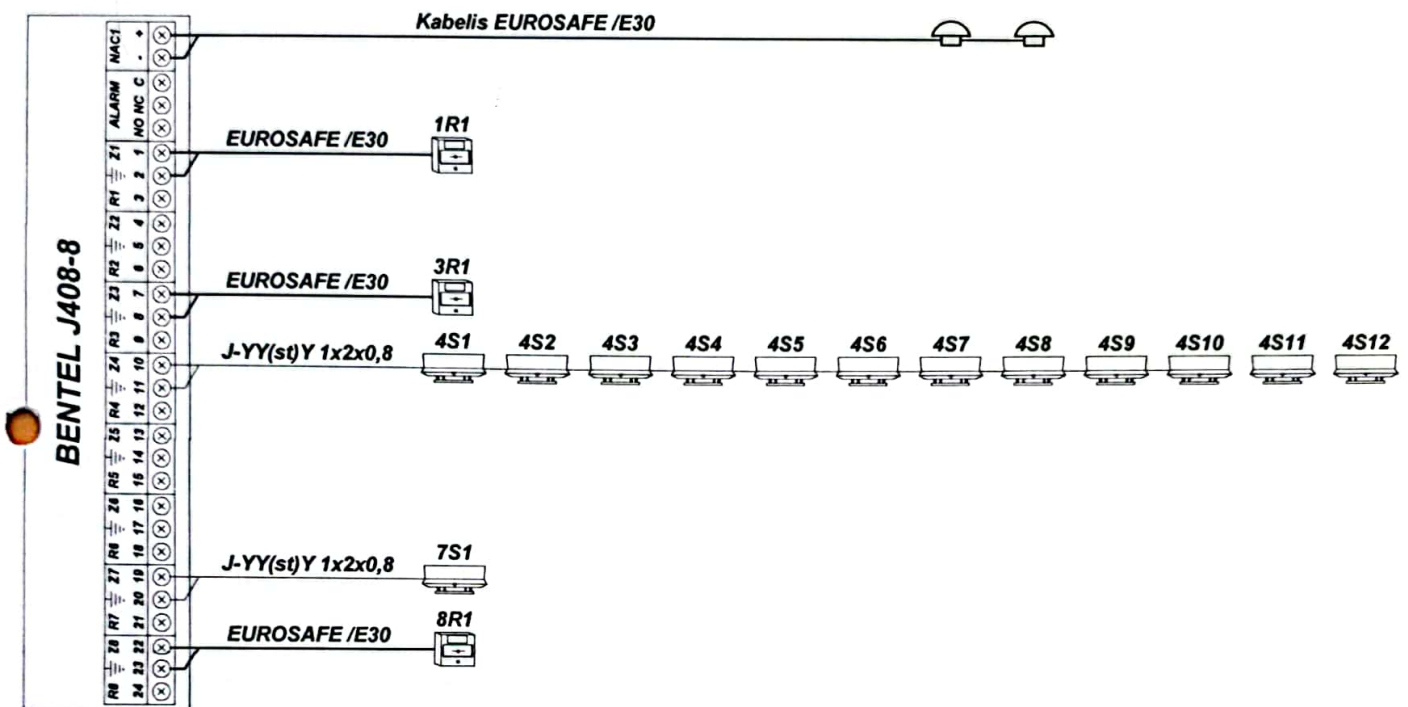 Kabelis EUROSAFE /E30
NAC1 + -
ALARM NO NC C
EUROSAFE /E30 1R1
Z1 1
2
R1 3
Z2 4
5
R2 6
BENTEL J408-8
EUROSAFE /E30 3R1
Z3 7
8
R3 9
J-YY(st)Y 1x2x0,8 4S1 4S2 4S3 4S4 4S5 4S6 4S7 4S8 4S9 4S10 4S11 4S12
Z4 10
11
R4 12
Z5 13
14
R5 15
Z6 16
17
R6 18
J-YY(st)Y 1x2x0,8 7S1
Z7 19
20
R7 21
EUROSAFE /E30 8R1
Z8 22
23
R8 24